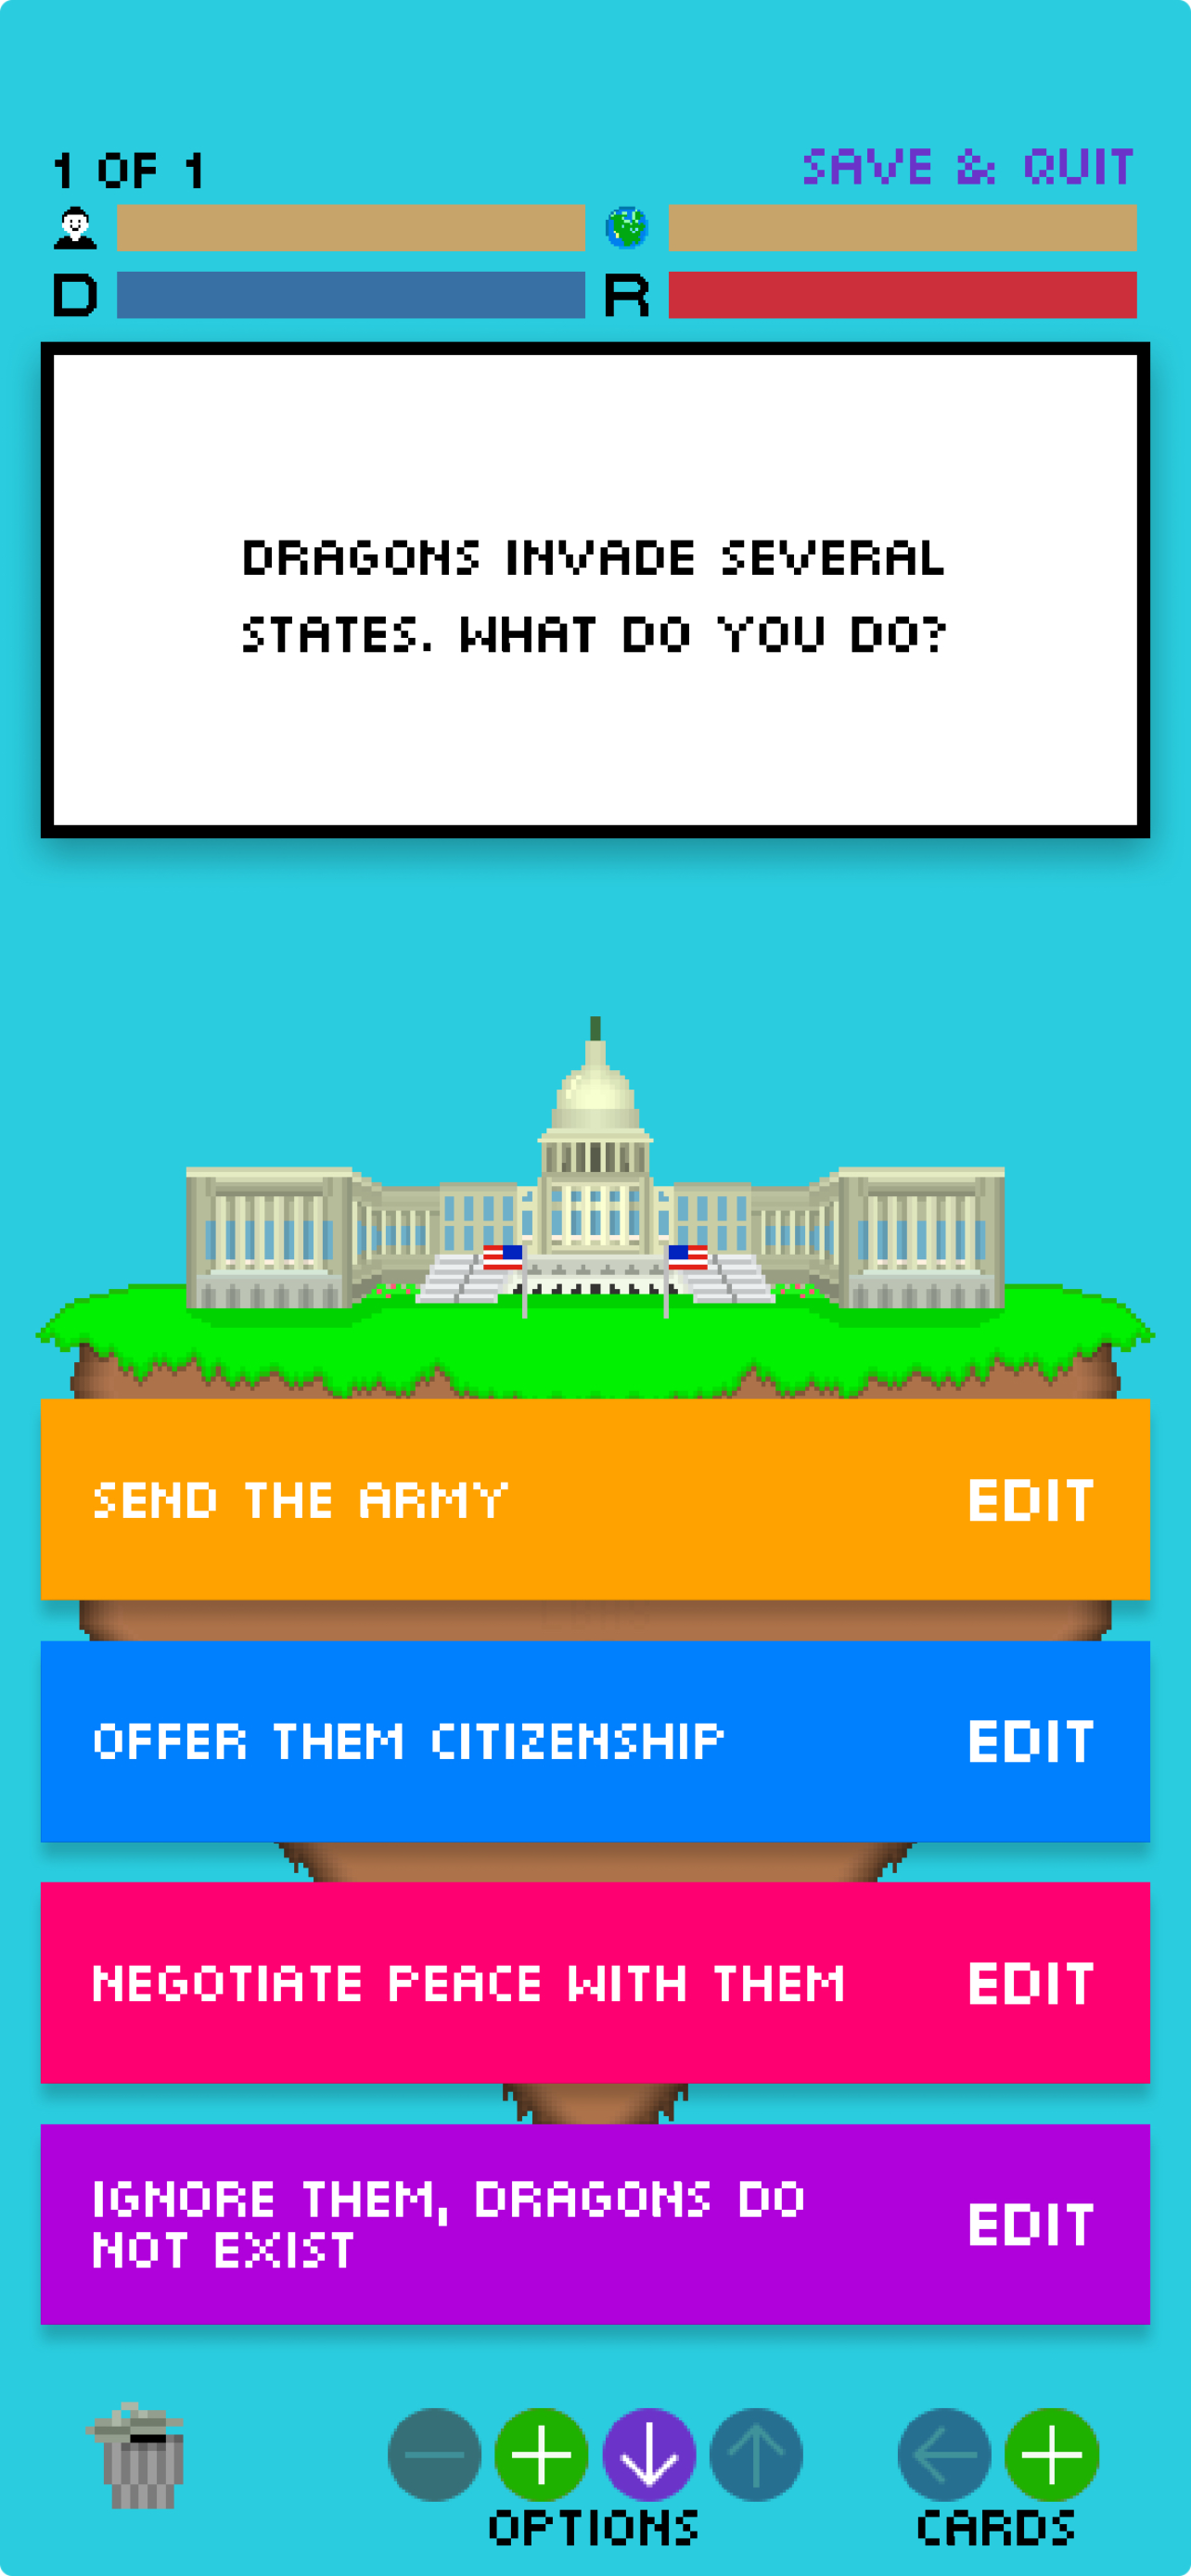 1 OF 1
SAVE & QUIT
D
R
DRAGONS INVADE SEVERAL
STATES. WHAT DO YOU DO?
SEND THE ARMY
EDIT
OFFER THEM CITIZENSHIP
EDIT
NEGOTIATE PEACE WITH THEM
EDIT
IGNORE THEM, DRAGONS DO
NOT EXIST
EDIT
OPTIONS
CARDS